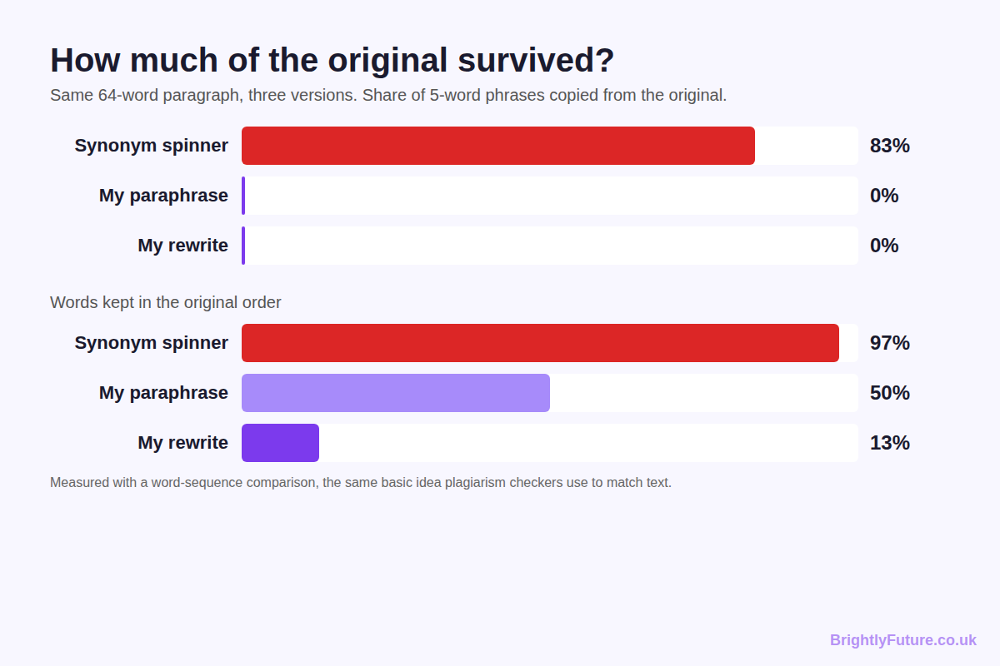 How much of the original survived?
Same 64-word paragraph, three versions. Share of 5-word phrases copied from the original.
Synonym spinner 83%
My paraphrase 0%
My rewrite 0%
Words kept in the original order
Synonym spinner 97%
My paraphrase 50%
My rewrite 13%
Measured with a word-sequence comparison, the same basic idea plagiarism checkers use to match text.
BrightlyFuture.co.uk